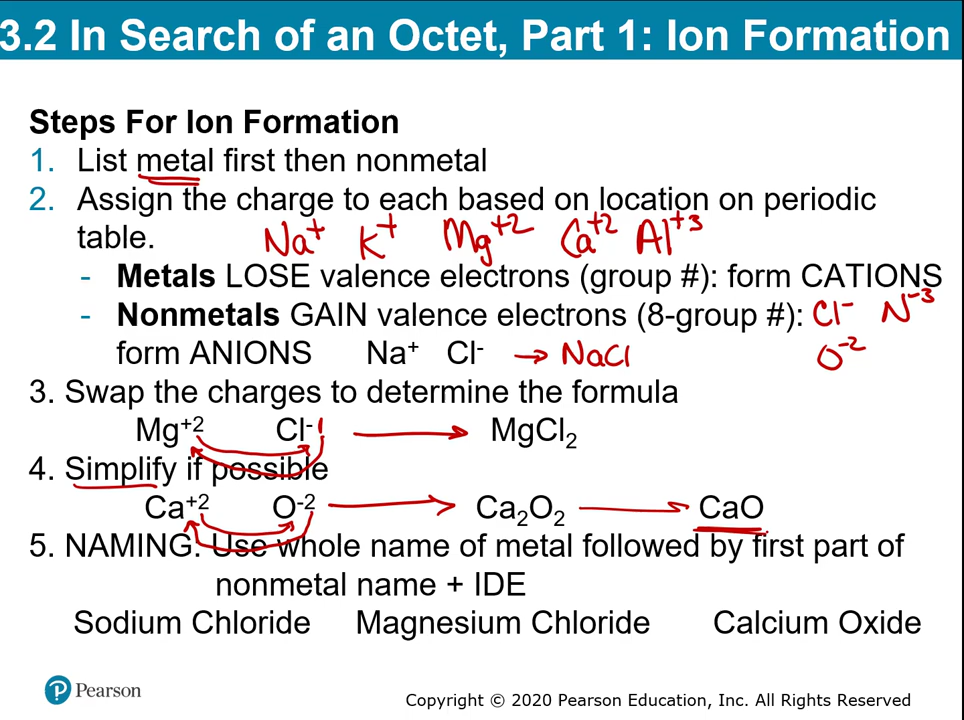 3.2 In Search of an Octet, Part 1: Ion Formation
Steps For Ion Formation
1. List metal first then nonmetal
2. Assign the charge to each based on location on periodic
table. Na⁺ K⁺ Mg⁺² Ca⁺² Al⁺³
- Metals LOSE valence electrons (group #): form CATIONS
- Nonmetals GAIN valence electrons (8-group #): Cl⁻ N⁻³
form ANIONS Na⁺ Cl⁻ → NaCl O⁻²
3. Swap the charges to determine the formula
Mg⁺² Cl⁻¹ → MgCl₂
4. Simplify if possible
Ca⁺² O⁻² → Ca₂O₂ → CaO
5. NAMING: Use whole name of metal followed by first part of
nonmetal name + IDE
Sodium Chloride Magnesium Chloride Calcium Oxide
P Pearson
Copyright © 2020 Pearson Education, Inc. All Rights Reserved